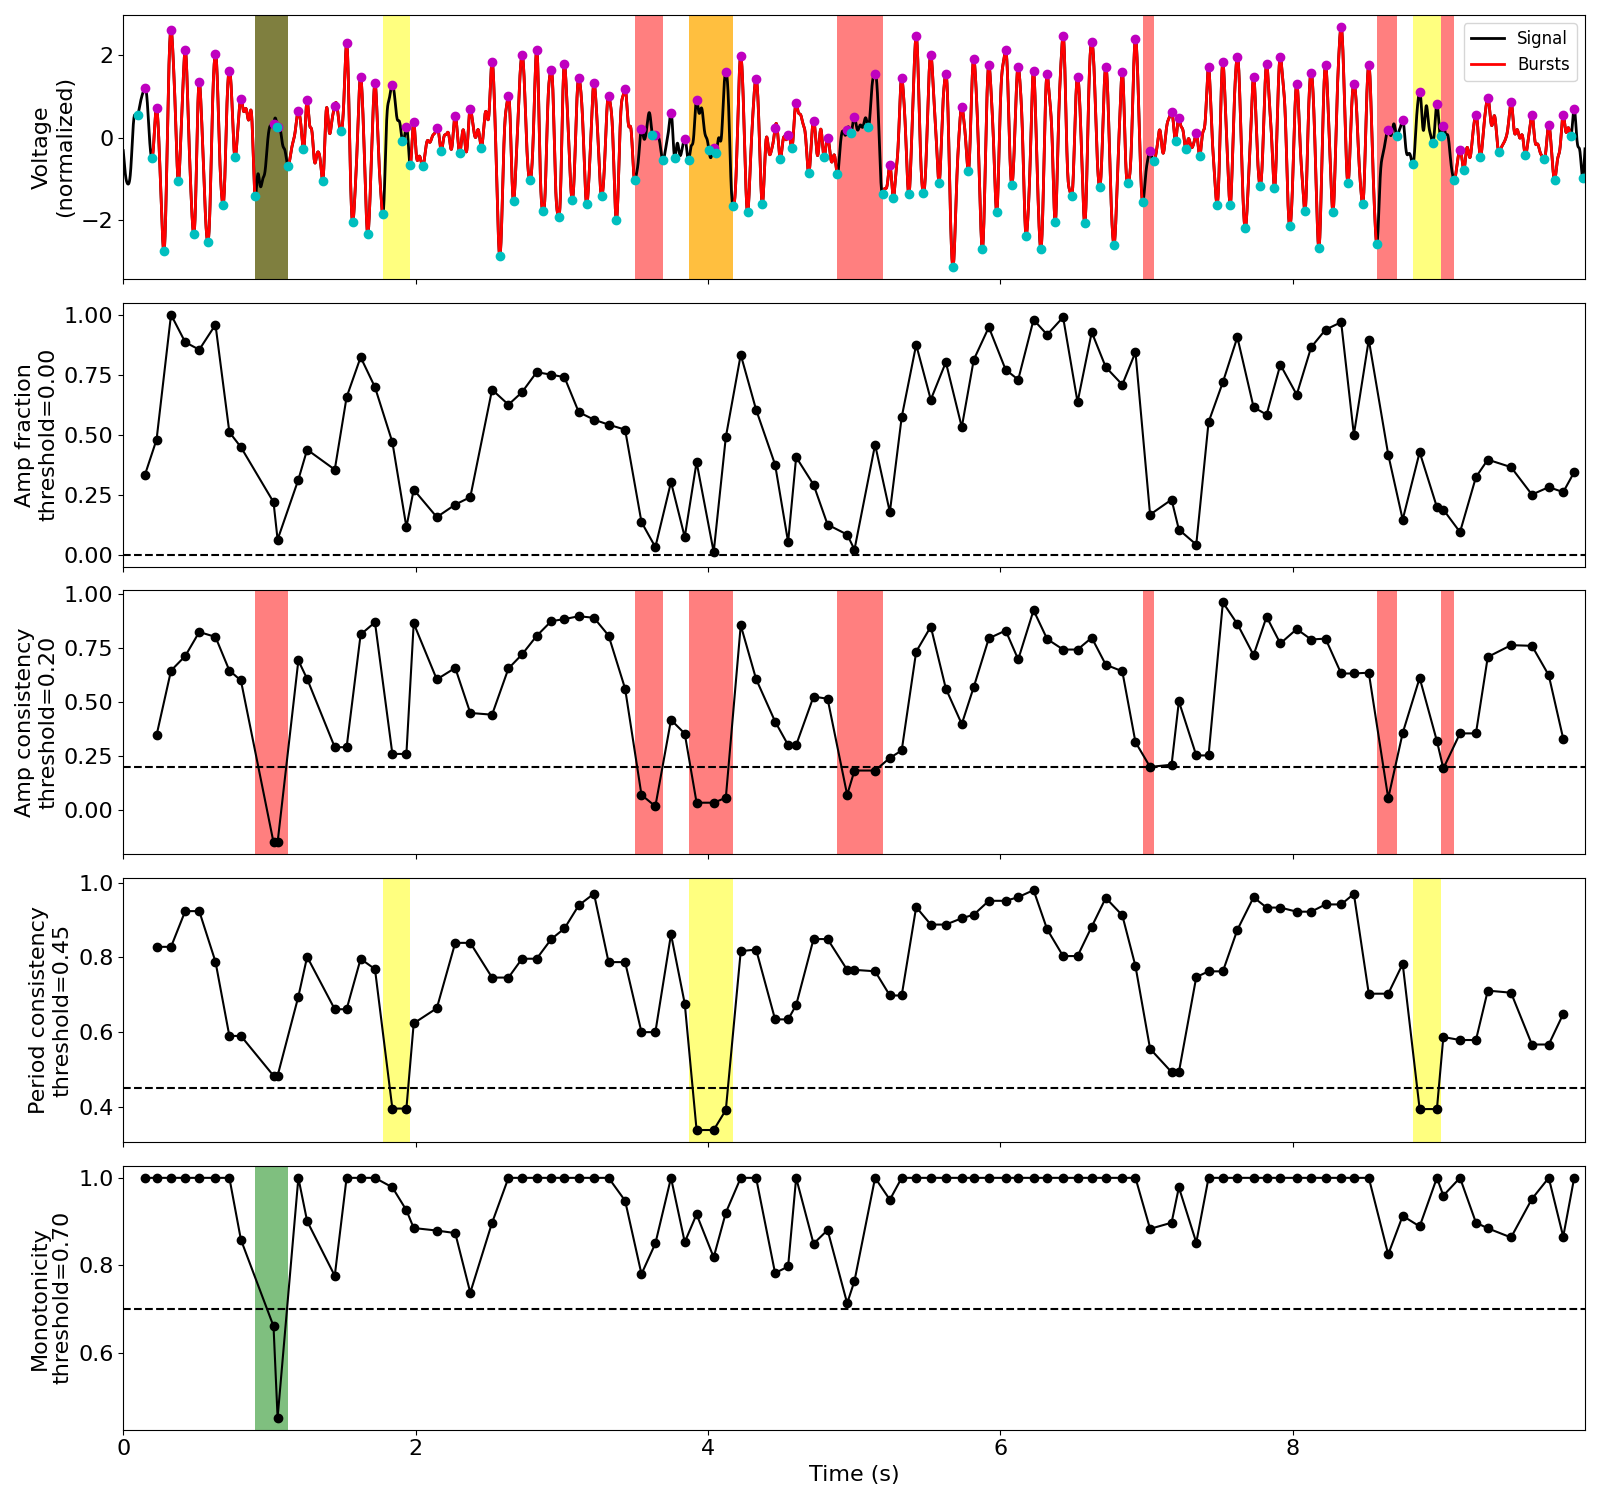 Voltage
(normalized)
2
0
−2
Signal
Bursts
Amp fraction
threshold=0.00
1.00
0.75
0.50
0.25
0.00
Amp consistency
threshold=0.20
1.00
0.75
0.50
0.25
0.00
Period consistency
threshold=0.45
1.0
0.8
0.6
0.4
Monotonicity
threshold=0.70
1.0
0.8
0.6
0 2 4 6 8
Time (s)